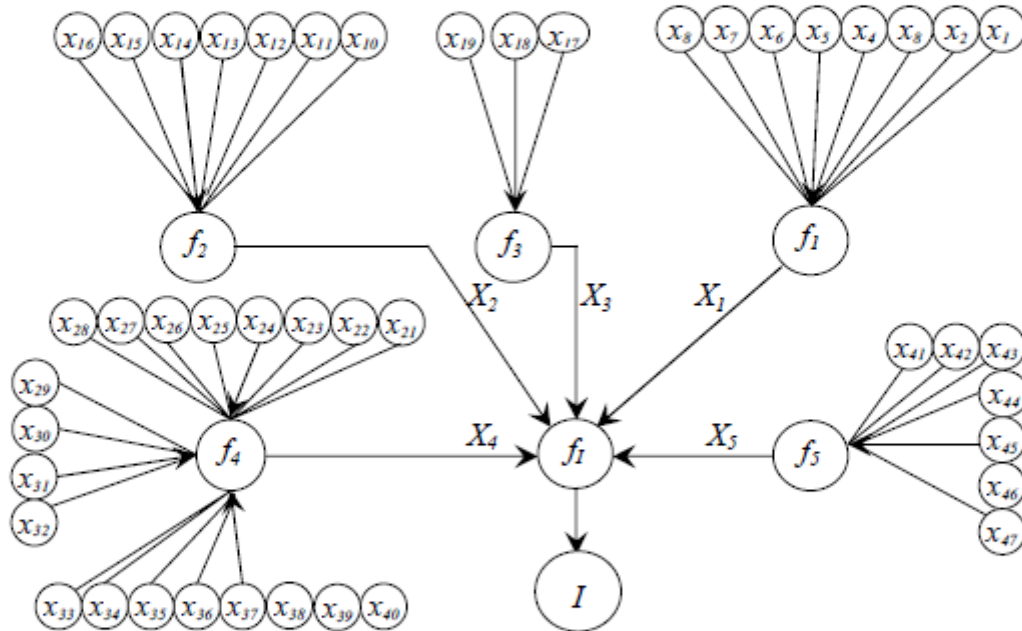 x16 x15 x14 x13 x12 x11 x10 x19 x18 x17 x8 x7 x6 x5 x4 x8 x2 x1
f2 f3 f1
X2 X3 X1
x28 x27 x26 x25 x24 x23 x22 x21
x41 x42 x43
x29
x44
x30
f4 X4 fI X5 f5
x45
x31
x46
x32
x47
x33 x34 x35 x36 x37 x38 x39 x40
I